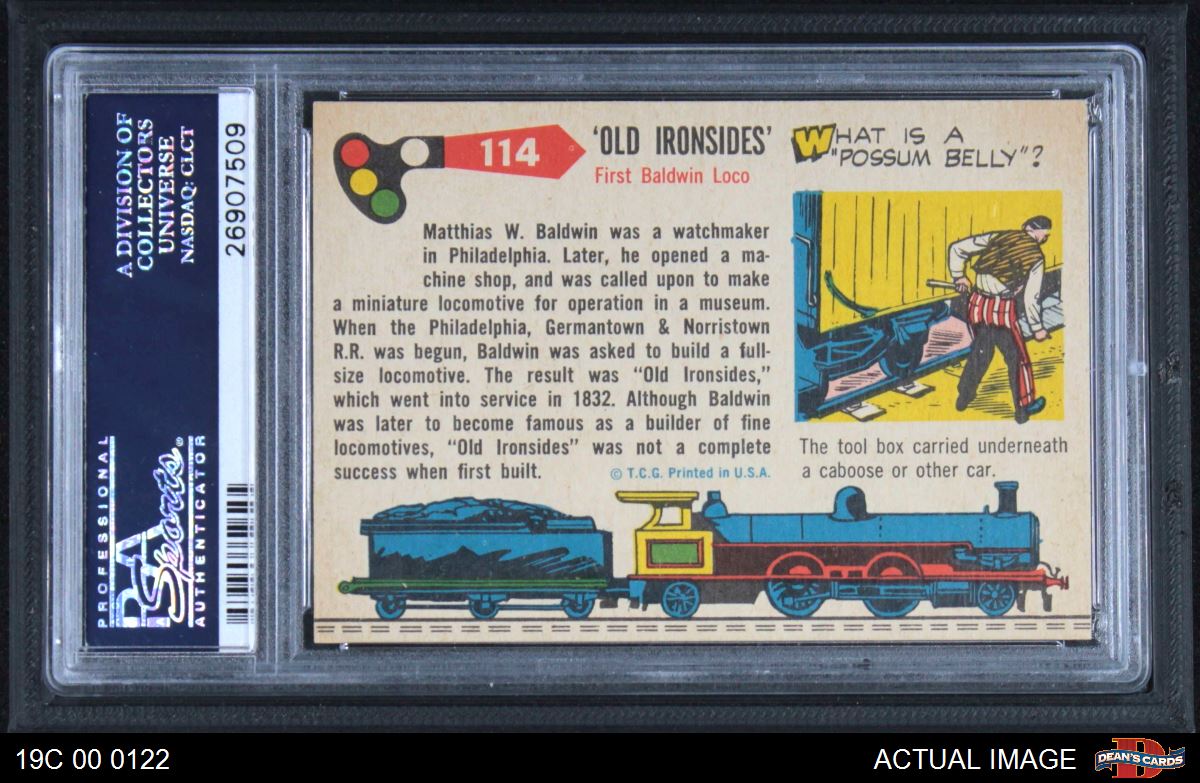 A DIVISION OF
COLLECTORS
UNIVERSE
NASDAQ: CLCT
26907509
PROFESSIONAL
PSA
Sports®
AUTHENTICATOR
114
'OLD IRONSIDES'
First Baldwin Loco
Matthias W. Baldwin was a watchmaker
in Philadelphia. Later, he opened a ma-
chine shop, and was called upon to make
a miniature locomotive for operation in a museum.
When the Philadelphia, Germantown & Norristown
R.R. was begun, Baldwin was asked to build a full-
size locomotive. The result was "Old Ironsides,"
which went into service in 1832. Although Baldwin
was later to become famous as a builder of fine
locomotives, "Old Ironsides" was not a complete
success when first built.
© T.C.G. Printed in U.S.A.
WHAT IS A
"POSSUM BELLY"?
The tool box carried underneath
a caboose or other car.
19C 00 0122
ACTUAL IMAGE
D
DEAN'S CARDS